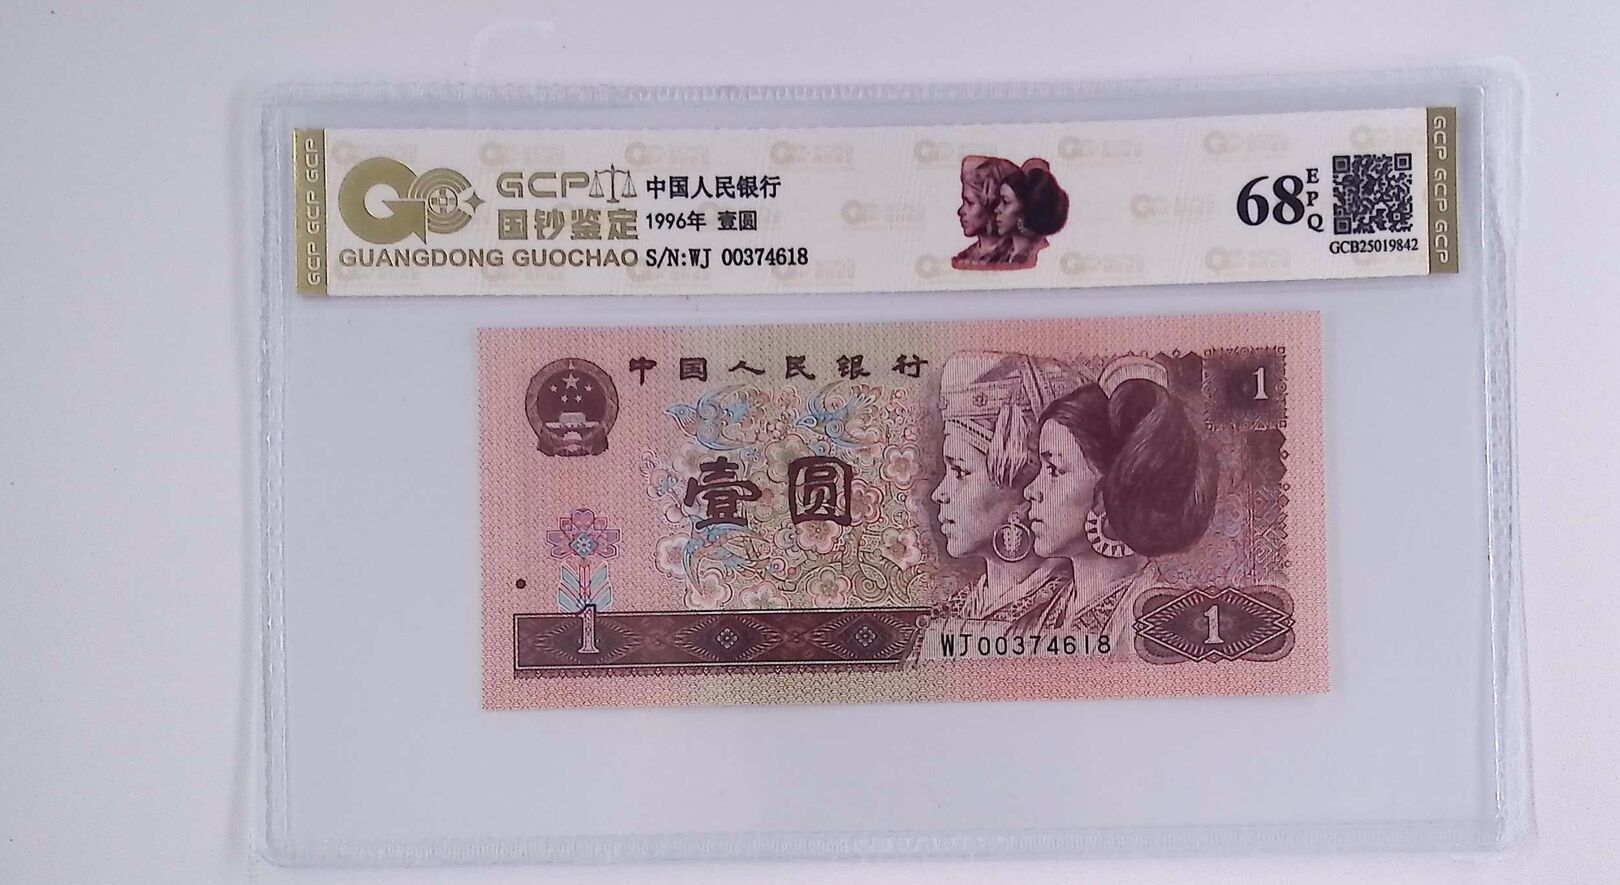 GCP GCP GCP
GCP
国钞鉴定
GUANGDONG GUOCHAO
中国人民银行
1996年 壹圆
S/N:WJ 00374618
68
EPQ
GCB25019842
GCP GCP GCP
中国人民银行
1
壹圆
1
WJ00374618
1